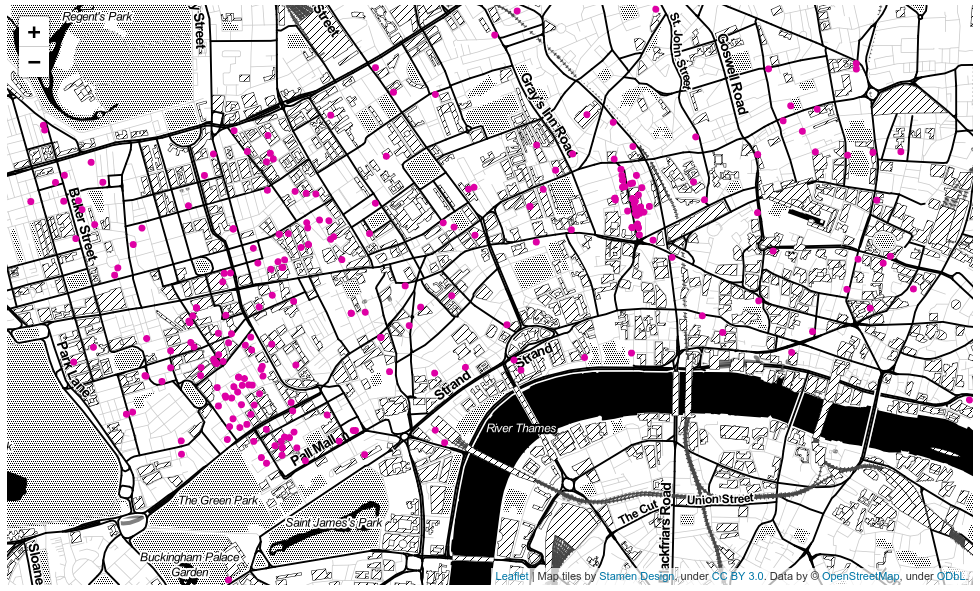 Regent's Park
Street
Street
+
−
St. John Street
Goswell Road
Gray's Inn Road
Baker Street
Park Lane
Strand
Strand
River Thames
Pall Mall
The Green Park
Saint James's Park
Union Street
The Cut
Blackfriars Road
Buckingham Palace
Garden
Sloane
Leaflet | Map tiles by Stamen Design, under CC BY 3.0. Data by © OpenStreetMap, under ODbL.